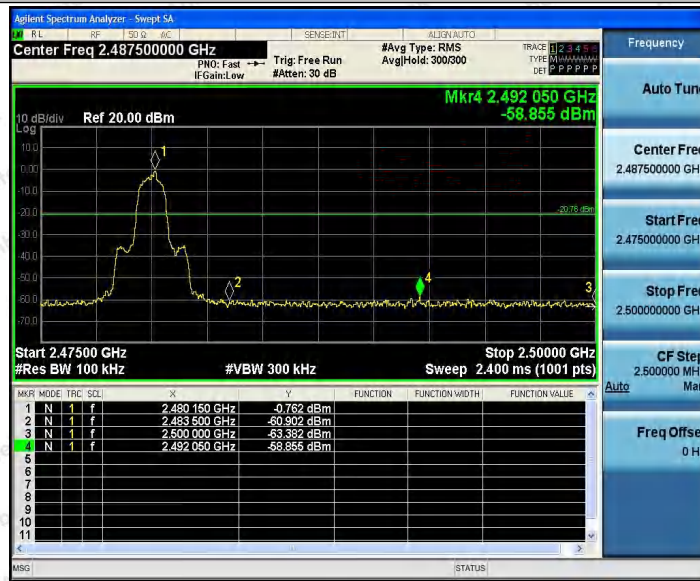 Agilent Spectrum Analyzer - Swept SA
RL RF 50 Ω AC SENSE:INT ALIGN AUTO
Center Freq 2.487500000 GHz
PNO: Fast
IFGain:Low
Trig: Free Run
#Atten: 30 dB
#Avg Type: RMS
Avg|Hold: 300/300
TRACE 1 2 3 4 5 6
TYPE M
DET P P P P P P
Mkr4 2.492 050 GHz
-58.855 dBm
10 dB/div Ref 20.00 dBm
Log
1
10.0
0.00
-10.0
-20.0
-20.76 dBm
-30.0
-40.0
-50.0
-60.0
-70.0
2
4
3
Start 2.47500 GHz
Stop 2.50000 GHz
#Res BW 100 kHz #VBW 300 kHz Sweep 2.400 ms (1001 pts)
MKR MODE TRC SCL X Y FUNCTION FUNCTION WIDTH FUNCTION VALUE
1 N 1 f 2.480 150 GHz -0.762 dBm
2 N 1 f 2.483 500 GHz -60.902 dBm
3 N 1 f 2.500 000 GHz -63.382 dBm
4 N 1 f 2.492 050 GHz -58.855 dBm
5
6
7
8
9
10
11
MSG STATUS
Frequency
Auto Tune
Center Freq
2.487500000 GH
Start Freq
2.475000000 GH
Stop Freq
2.500000000 GH
CF Step
2.500000 MH
Auto Ma
Freq Offse
0 H